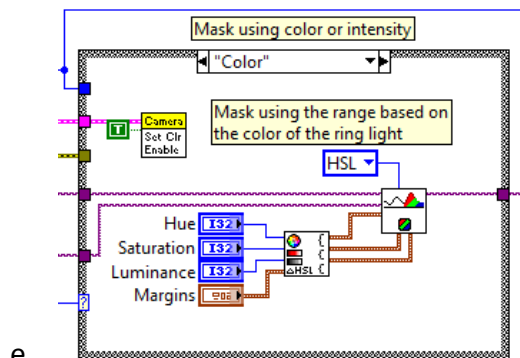 Mask using color or intensity
"Color"
Camera
Set Clr
Enable
T
Mask using the range based on
the color of the ring light
HSL
Hue I32
Saturation I32
Luminance I32
Margins
ΔHSL
?
e